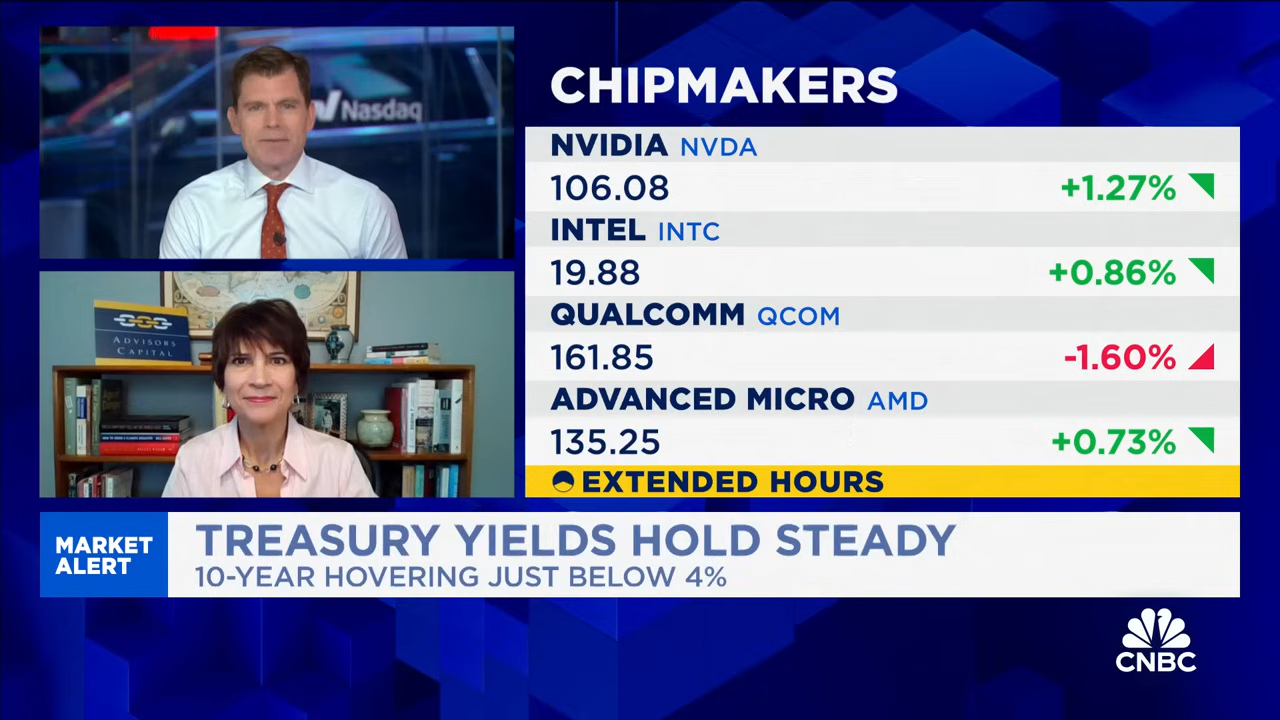 Nasdaq
ADVISORS
CAPITAL
CHIPMAKERS
NVIDIA NVDA
106.08 +1.27%
INTEL INTC
19.88 +0.86%
QUALCOMM QCOM
161.85 -1.60%
ADVANCED MICRO AMD
135.25 +0.73%
EXTENDED HOURS
MARKET
ALERT
TREASURY YIELDS HOLD STEADY
10-YEAR HOVERING JUST BELOW 4%
CNBC